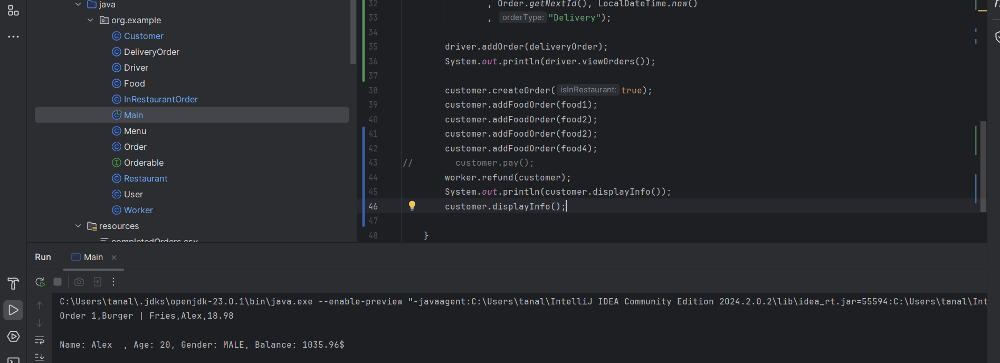 java
org.example
Customer
DeliveryOrder
Driver
Food
InRestaurantOrder
Main
Menu
Order
Orderable
Restaurant
User
Worker
resources
completedOrders.csv
32 , Order.getNextId(), LocalDateTime.now()
33 , orderType: "Delivery");
34
35 driver.addOrder(deliveryOrder);
36 System.out.println(driver.viewOrders());
37
38 customer.createOrder( isInRestaurant: true);
39 customer.addFoodOrder(food1);
40 customer.addFoodOrder(food2);
41 customer.addFoodOrder(food2);
42 customer.addFoodOrder(food4);
43 // customer.pay();
44 worker.refund(customer);
45 System.out.println(customer.displayInfo());
46 customer.displayInfo();
47
48 }
Run Main
C:\Users\tanal\.jdks\openjdk-23.0.1\bin\java.exe --enable-preview "-javaagent:C:\Users\tanal\IntelliJ IDEA Community Edition 2024.2.0.2\lib\idea_rt.jar=55594:C:\Users\tanal\Int
Order 1,Burger | Fries,Alex,18.98
Name: Alex  , Age: 20, Gender: MALE, Balance: 1035.96$